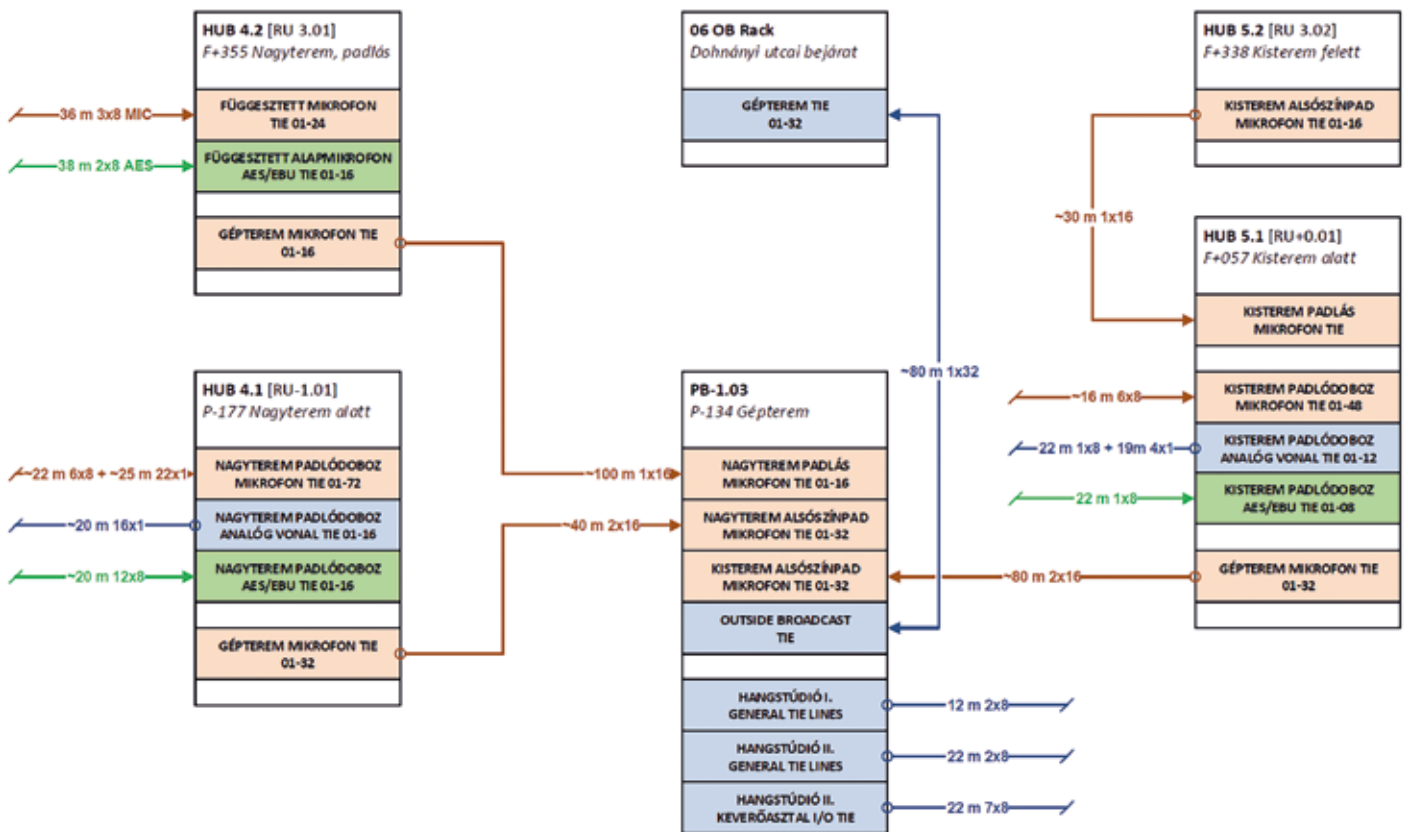 HUB 4.2 [RU 3.01]
F+355 Nagyterem, padlás
36 m 3x8 MIC
FÜGGESZTETT MIKROFON
TIE 01-24
38 m 2x8 AES
FÜGGESZTETT ALAPMIKROFON
AES/EBU TIE 01-16
GÉPTEREM MIKROFON TIE
01-16
06 OB Rack
Dohnányi utcai bejárat
GÉPTEREM TIE
01-32
HUB 5.2 [RU 3.02]
F+338 Kisterem felett
KISTEREM ALSÓSZÍNPAD
MIKROFON TIE 01-16
~30 m 1x16
HUB 5.1 [RU+0.01]
F+057 Kisterem alatt
KISTEREM PADLÁS
MIKROFON TIE
~16 m 6x8
KISTEREM PADLÓDOBOZ
MIKROFON TIE 01-48
22 m 1x8 + 19m 4x1
KISTEREM PADLÓDOBOZ
ANALÓG VONAL TIE 01-12
22 m 1x8
KISTEREM PADLÓDOBOZ
AES/EBU TIE 01-08
~80 m 2x16
GÉPTEREM MIKROFON TIE
01-32
~80 m 1x32
HUB 4.1 [RU-1.01]
P-177 Nagyterem alatt
~22 m 6x8 + ~25 m 22x1
NAGYTEREM PADLÓDOBOZ
MIKROFON TIE 01-72
~20 m 16x1
NAGYTEREM PADLÓDOBOZ
ANALÓG VONAL TIE 01-16
~20 m 12x8
NAGYTEREM PADLÓDOBOZ
AES/EBU TIE 01-16
GÉPTEREM MIKROFON TIE
01-32
~100 m 1x16
~40 m 2x16
PB-1.03
P-134 Gépterem
NAGYTEREM PADLÁS
MIKROFON TIE 01-16
NAGYTEREM ALSÓSZÍNPAD
MIKROFON TIE 01-32
KISTEREM ALSÓSZÍNPAD
MIKROFON TIE 01-32
OUTSIDE BROADCAST
TIE
HANGSTÚDIÓ I.
GENERAL TIE LINES
12 m 2x8
HANGSTÚDIÓ II.
GENERAL TIE LINES
22 m 2x8
HANGSTÚDIÓ II.
KEVERŐASZTAL I/O TIE
22 m 7x8